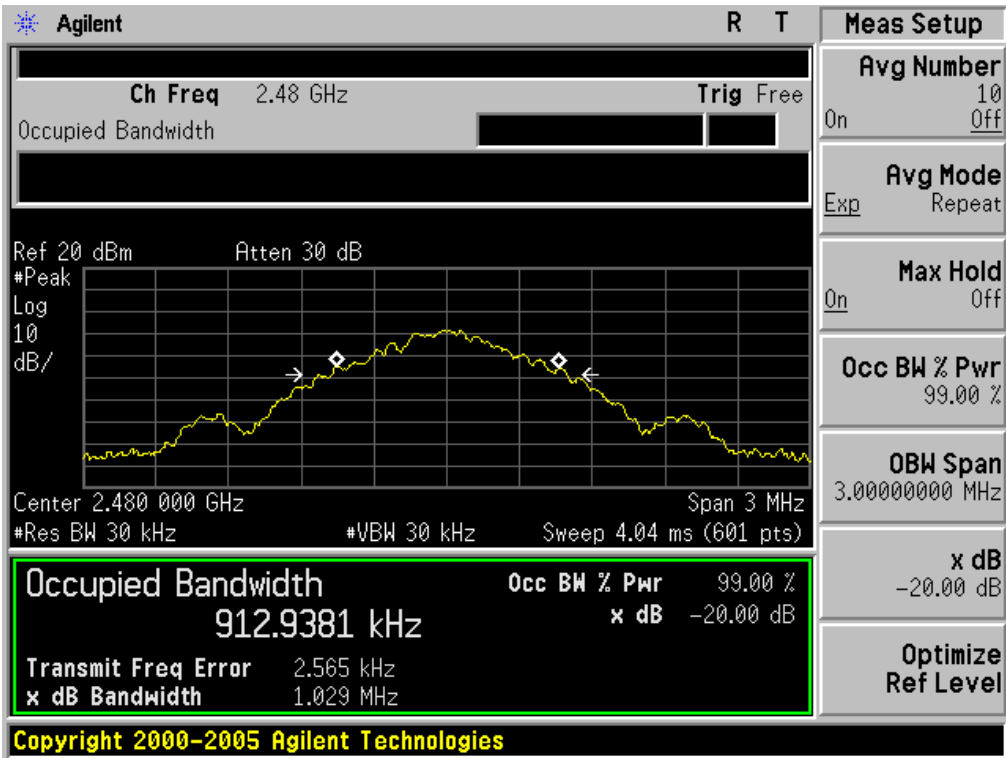 Agilent R T
Ch Freq 2.48 GHz Trig Free
Occupied Bandwidth
Ref 20 dBm Atten 30 dB
#Peak
Log
10
dB/
Center 2.480 000 GHz Span 3 MHz
#Res BW 30 kHz #VBW 30 kHz Sweep 4.04 ms (601 pts)
Occupied Bandwidth Occ BW % Pwr 99.00 %
912.9381 kHz x dB -20.00 dB
Transmit Freq Error 2.565 kHz
x dB Bandwidth 1.029 MHz
Copyright 2000-2005 Agilent Technologies
Meas Setup
Avg Number
10
On Off
Avg Mode
Exp Repeat
Max Hold
On Off
Occ BW % Pwr
99.00 %
OBW Span
3.00000000 MHz
x dB
-20.00 dB
Optimize
Ref Level